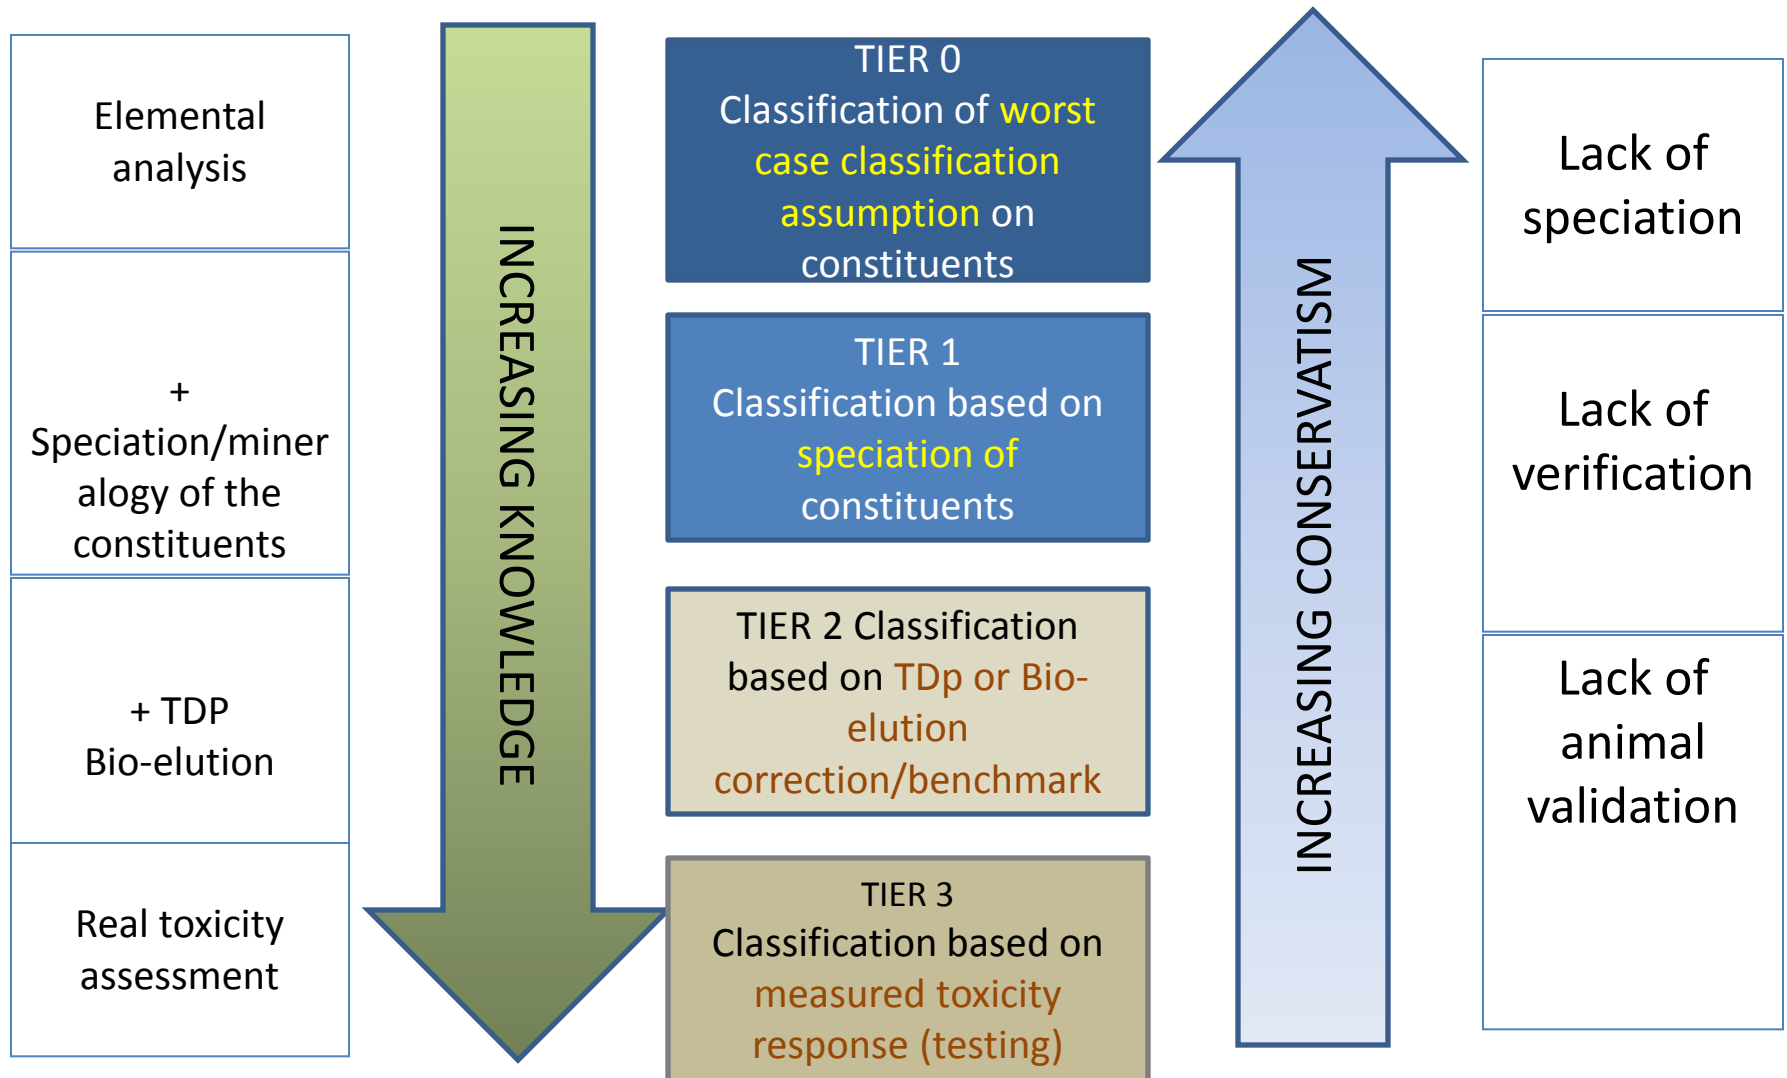 Elemental
analysis
+
Speciation/miner
alogy of the
constituents
+ TDP
Bio-elution
Real toxicity
assessment
INCREASING KNOWLEDGE
TIER 0
Classification of worst
case classification
assumption on
constituents
TIER 1
Classification based on
speciation of
constituents
TIER 2 Classification
based on TDp or Bio-
elution
correction/benchmark
TIER 3
Classification based on
measured toxicity
response (testing)
INCREASING CONSERVATISM
Lack of
speciation
Lack of
verification
Lack of
animal
validation